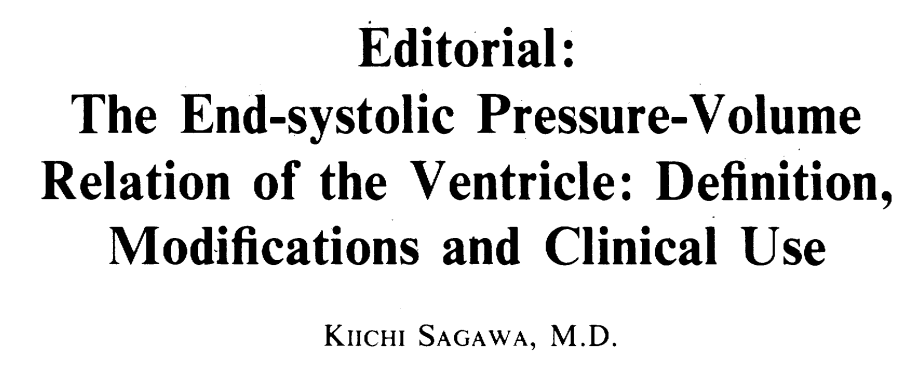 Editorial:
The End-systolic Pressure-Volume
Relation of the Ventricle: Definition,
Modifications and Clinical Use
KIICHI SAGAWA, M.D.